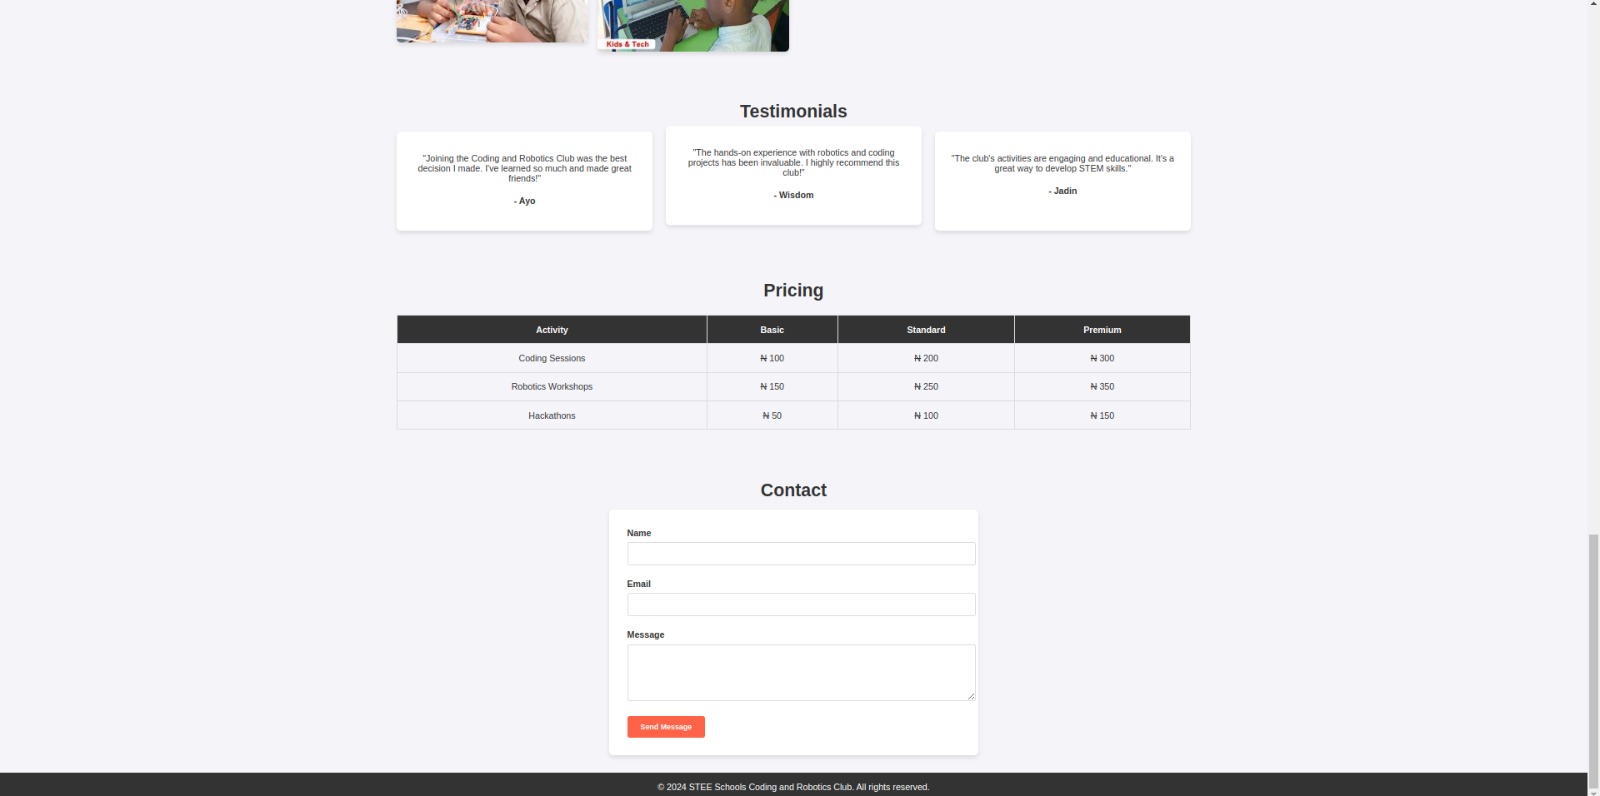 Kids & Tech
Testimonials
"Joining the Coding and Robotics Club was the best
decision I made. I've learned so much and made great
friends!"
- Ayo
"The hands-on experience with robotics and coding
projects has been invaluable. I highly recommend this
club!"
- Wisdom
"The club's activities are engaging and educational. It's a
great way to develop STEM skills."
- Jadin
Pricing
Activity Basic Standard Premium
Coding Sessions ₦ 100 ₦ 200 ₦ 300
Robotics Workshops ₦ 150 ₦ 250 ₦ 350
Hackathons ₦ 50 ₦ 100 ₦ 150
Contact
Name
Email
Message
Send Message
© 2024 STEE Schools Coding and Robotics Club. All rights reserved.